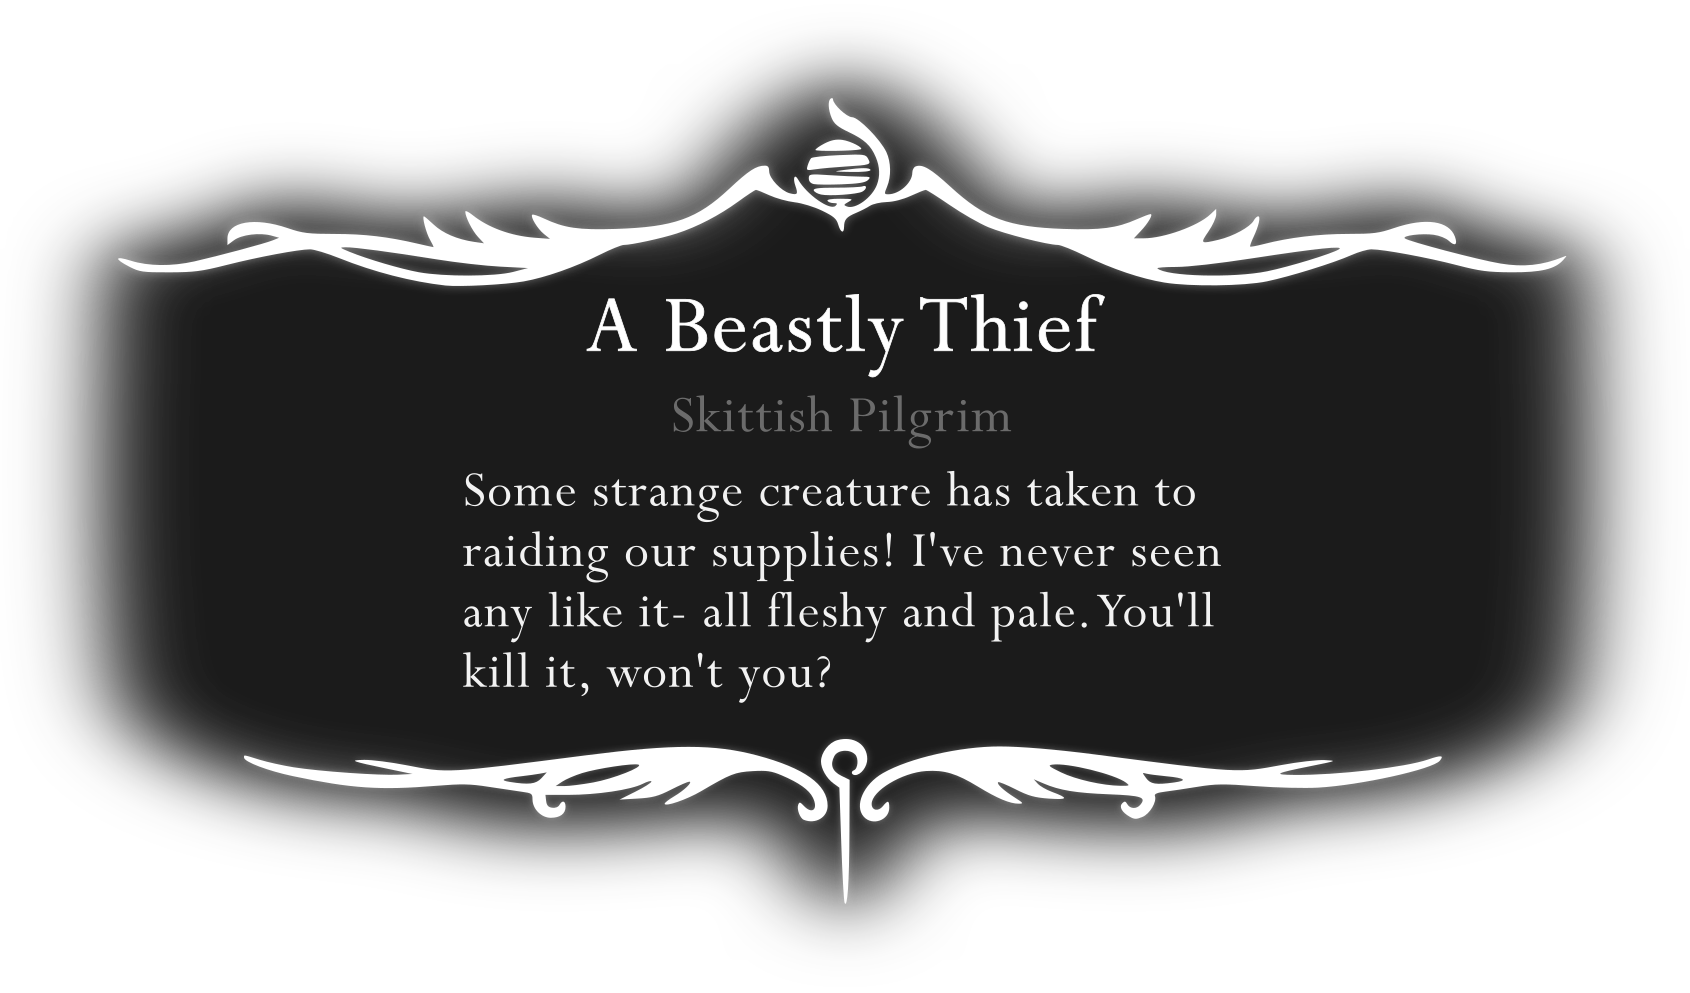 A Beastly Thief
Skittish Pilgrim
Some strange creature has taken to
raiding our supplies! I've never seen
any like it- all fleshy and pale. You'll
kill it, won't you?